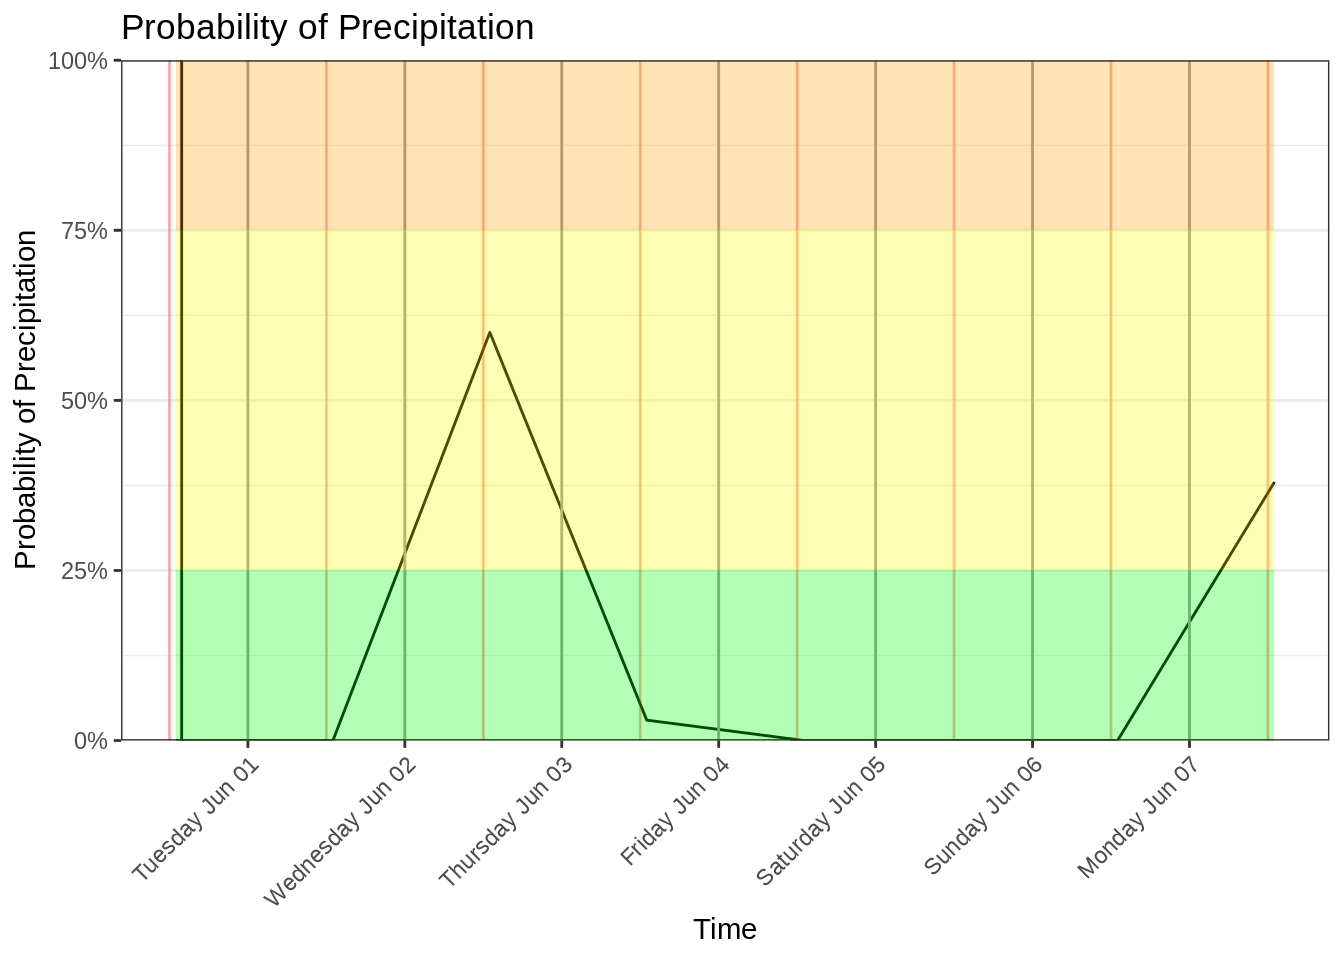 Probability of Precipitation
Probability of Precipitation
100%
75%
50%
25%
0%
Tuesday Jun 01
Wednesday Jun 02
Thursday Jun 03
Friday Jun 04
Saturday Jun 05
Sunday Jun 06
Monday Jun 07
Time